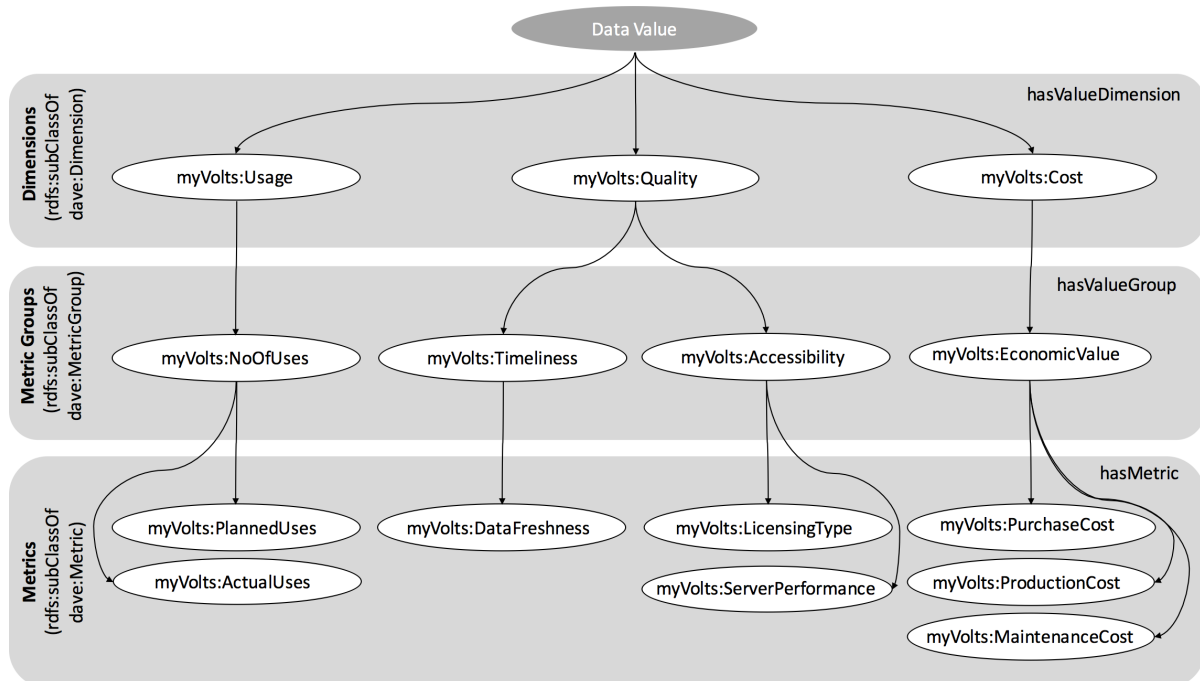 Data Value
Dimensions
(rdfs:subClassOf
dave:Dimension)
hasValueDimension
myVolts:Usage
myVolts:Quality
myVolts:Cost
Metric Groups
(rdfs:subClassOf
dave:MetricGroup)
hasValueGroup
myVolts:NoOfUses
myVolts:Timeliness
myVolts:Accessibility
myVolts:EconomicValue
Metrics
(rdfs:subClassOf
dave:Metric)
hasMetric
myVolts:PlannedUses
myVolts:DataFreshness
myVolts:LicensingType
myVolts:PurchaseCost
myVolts:ActualUses
myVolts:ServerPerformance
myVolts:ProductionCost
myVolts:MaintenanceCost